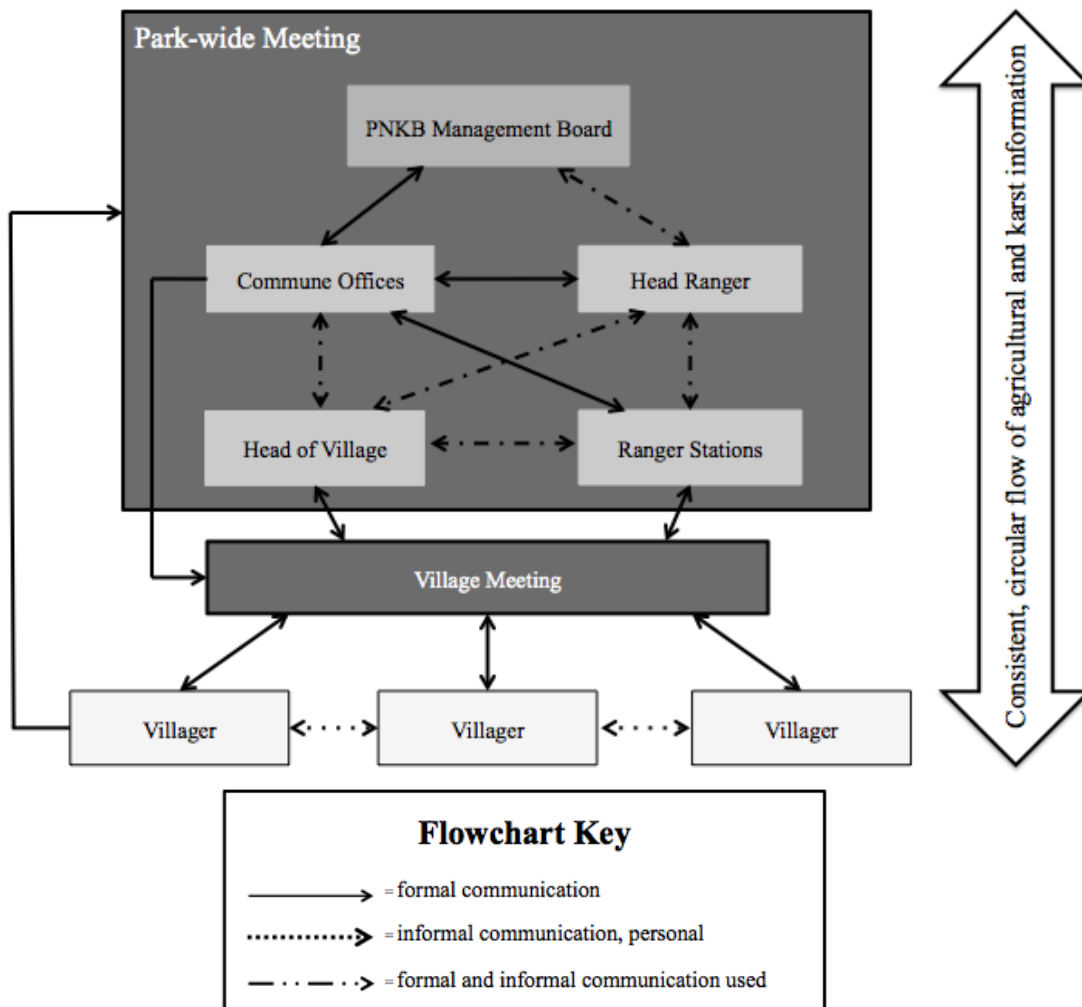 Park-wide Meeting
PNKB Management Board
Commune Offices
Head Ranger
Head of Village
Ranger Stations
Village Meeting
Villager
Villager
Villager
Consistent, circular flow of agricultural and karst information
Flowchart Key
= formal communication
= informal communication, personal
= formal and informal communication used